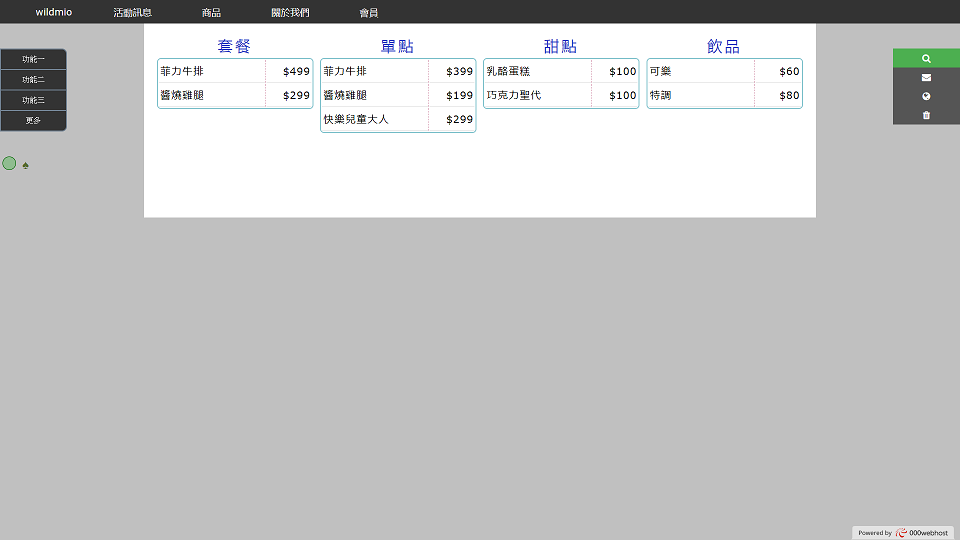 wildmio 活動訊息 商品 關於我們 會員
功能一
功能二
功能三
更多
套餐
菲力牛排 $499
醬燒雞腿 $299
單點
菲力牛排 $399
醬燒雞腿 $199
快樂兒童大人 $299
甜點
乳酪蛋糕 $100
巧克力聖代 $100
飲品
可樂 $60
特調 $80
Powered by 000webhost